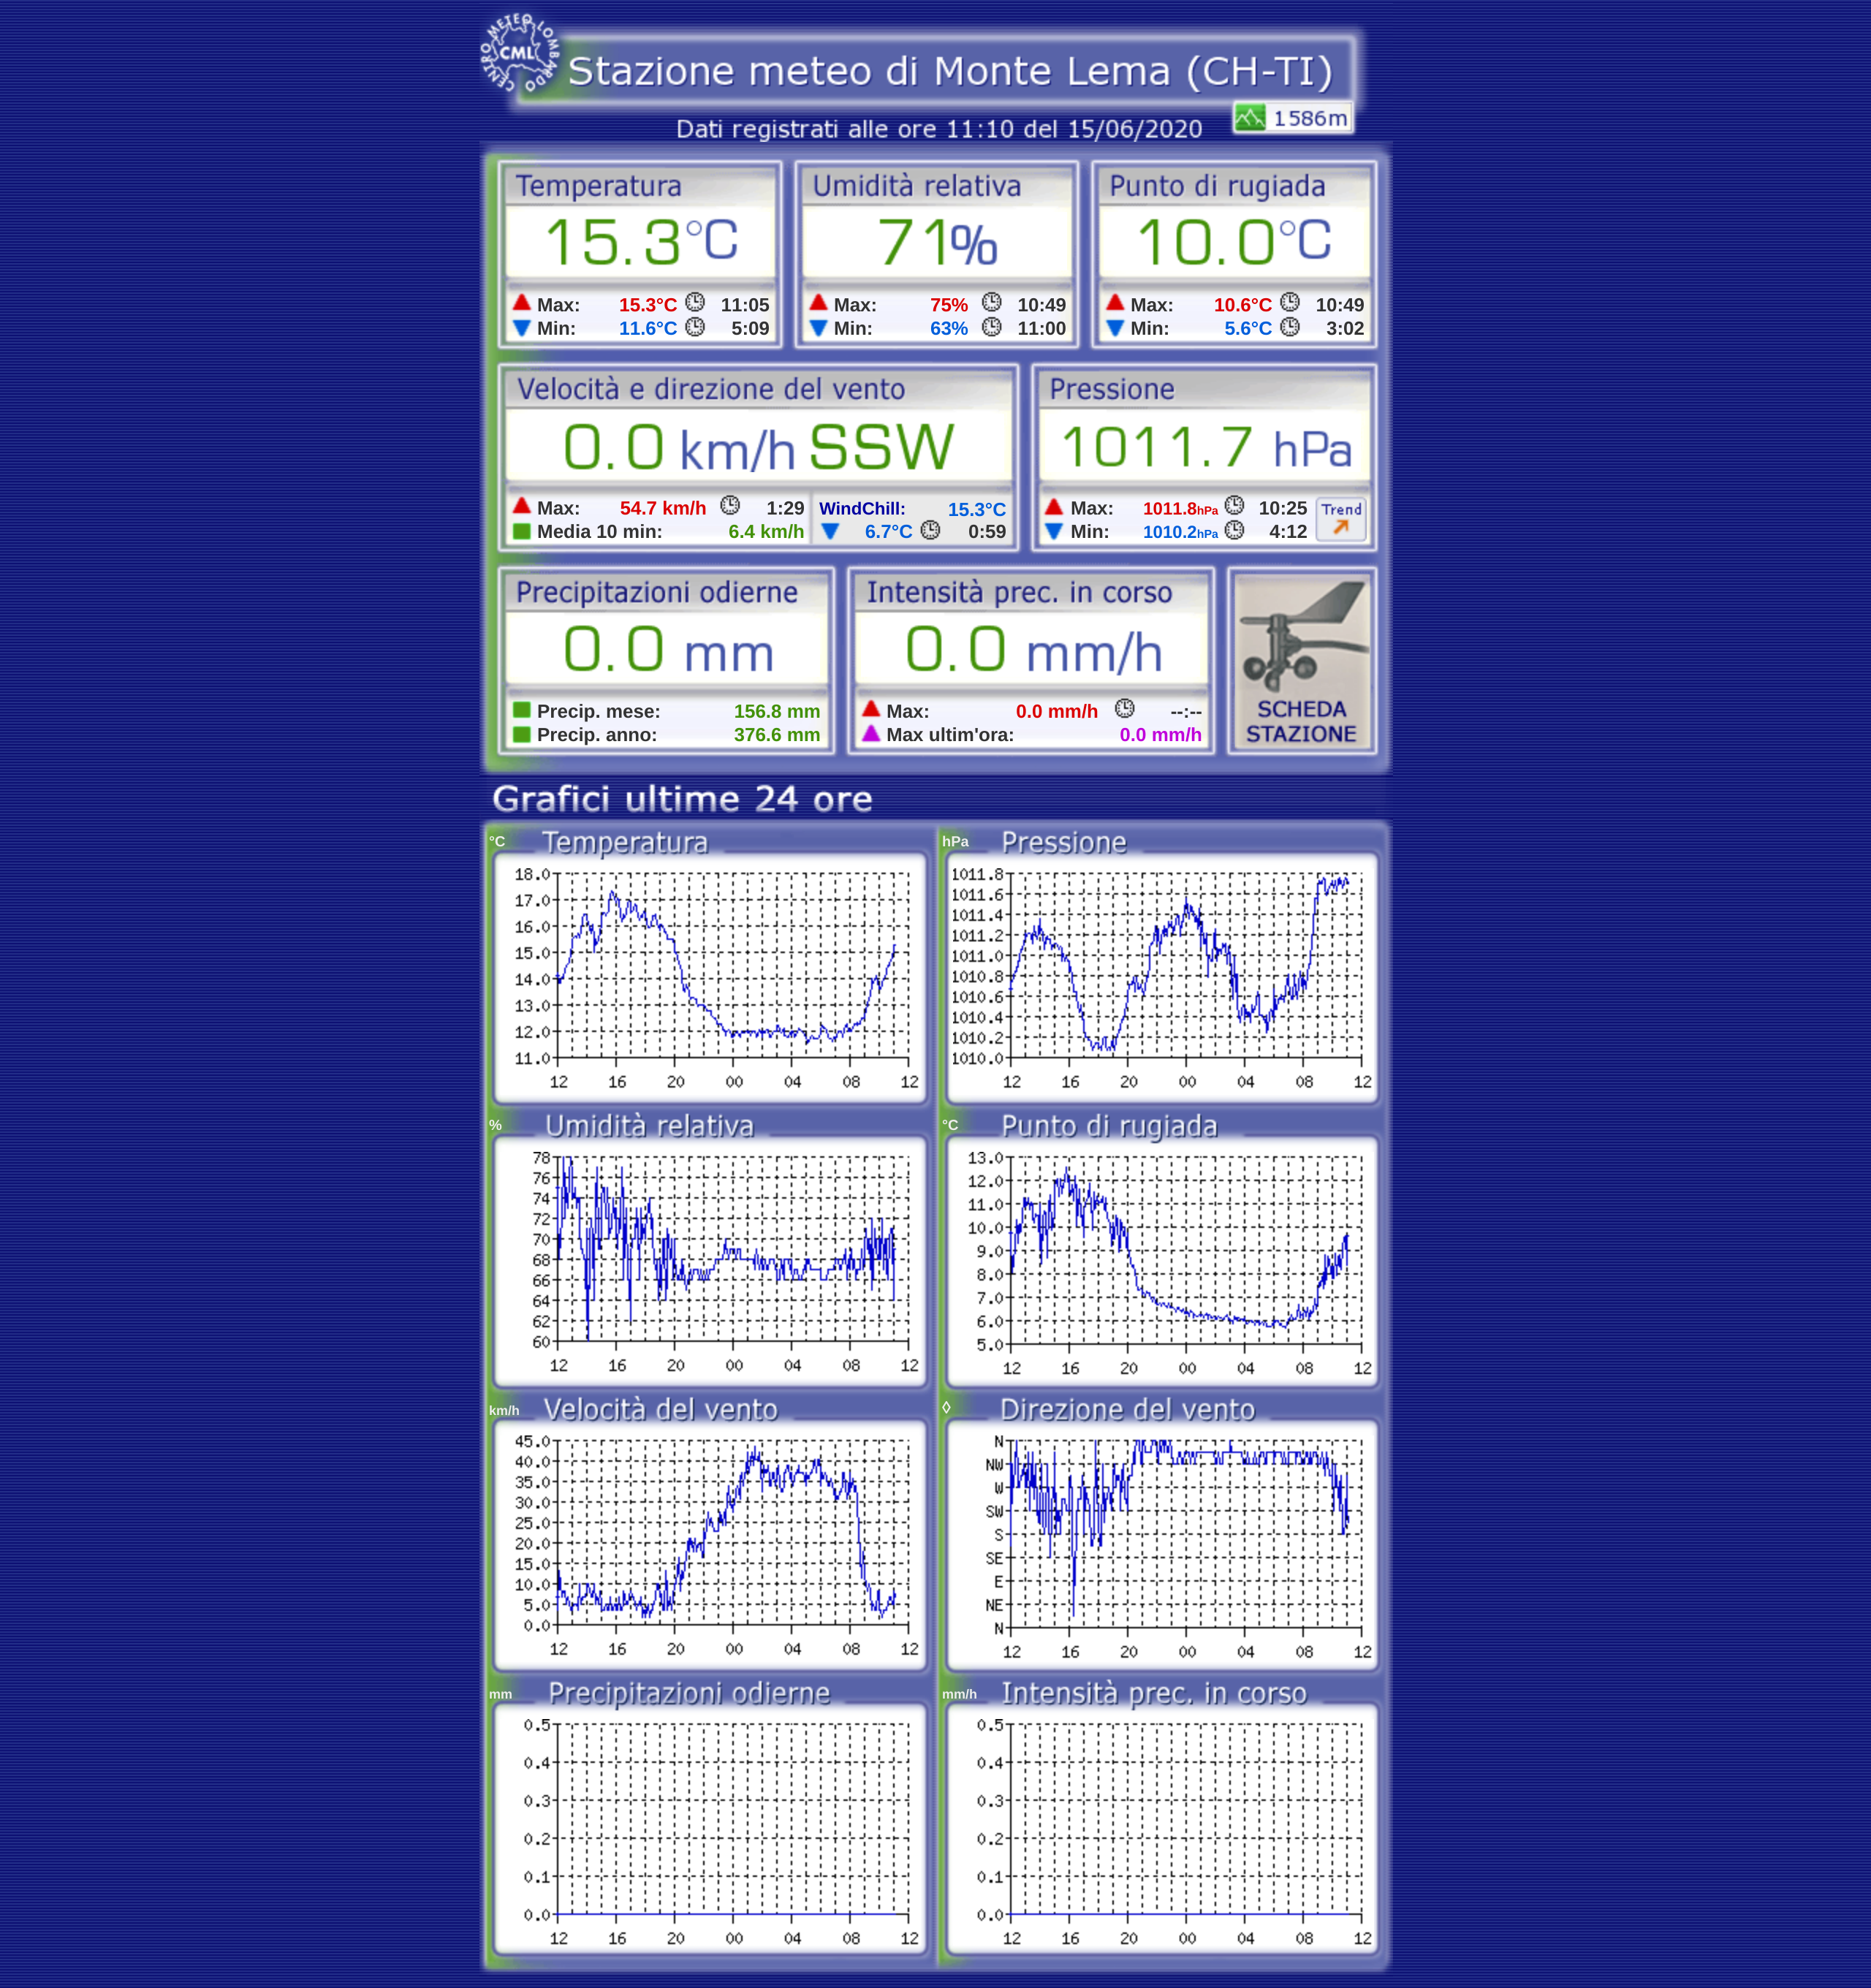 CENTRO METEO LOMBARDO
CML
Stazione meteo di Monte Lema (CH-TI)
1586m
Dati registrati alle ore 11:10 del 15/06/2020
Temperatura
15.3°C
Max: 15.3°C 11:05
Min: 11.6°C 5:09
Umidità relativa
71%
Max: 75% 10:49
Min: 63% 11:00
Punto di rugiada
10.0°C
Max: 10.6°C 10:49
Min: 5.6°C 3:02
Velocità e direzione del vento
0.0 km/h SSW
Max: 54.7 km/h 1:29
Media 10 min: 6.4 km/h
WindChill: 15.3°C
6.7°C 0:59
Pressione
1011.7 hPa
Max: 1011.8hPa 10:25
Min: 1010.2hPa 4:12
Trend
Precipitazioni odierne
0.0 mm
Precip. mese: 156.8 mm
Precip. anno: 376.6 mm
Intensità prec. in corso
0.0 mm/h
Max: 0.0 mm/h --:--
Max ultim'ora: 0.0 mm/h
SCHEDA
STAZIONE
Grafici ultime 24 ore
°C Temperatura
18.0
17.0
16.0
15.0
14.0
13.0
12.0
11.0
12 16 20 00 04 08 12
hPa Pressione
1011.8
1011.6
1011.4
1011.2
1011.0
1010.8
1010.6
1010.4
1010.2
1010.0
12 16 20 00 04 08 12
% Umidità relativa
78
76
74
72
70
68
66
64
62
60
12 16 20 00 04 08 12
°C Punto di rugiada
13.0
12.0
11.0
10.0
9.0
8.0
7.0
6.0
5.0
12 16 20 00 04 08 12
km/h Velocità del vento
45.0
40.0
35.0
30.0
25.0
20.0
15.0
10.0
5.0
0.0
12 16 20 00 04 08 12
◊ Direzione del vento
N
NW
W
SW
S
SE
E
NE
N
12 16 20 00 04 08 12
mm Precipitazioni odierne
0.5
0.4
0.3
0.2
0.1
0.0
12 16 20 00 04 08 12
mm/h Intensità prec. in corso
0.5
0.4
0.3
0.2
0.1
0.0
12 16 20 00 04 08 12